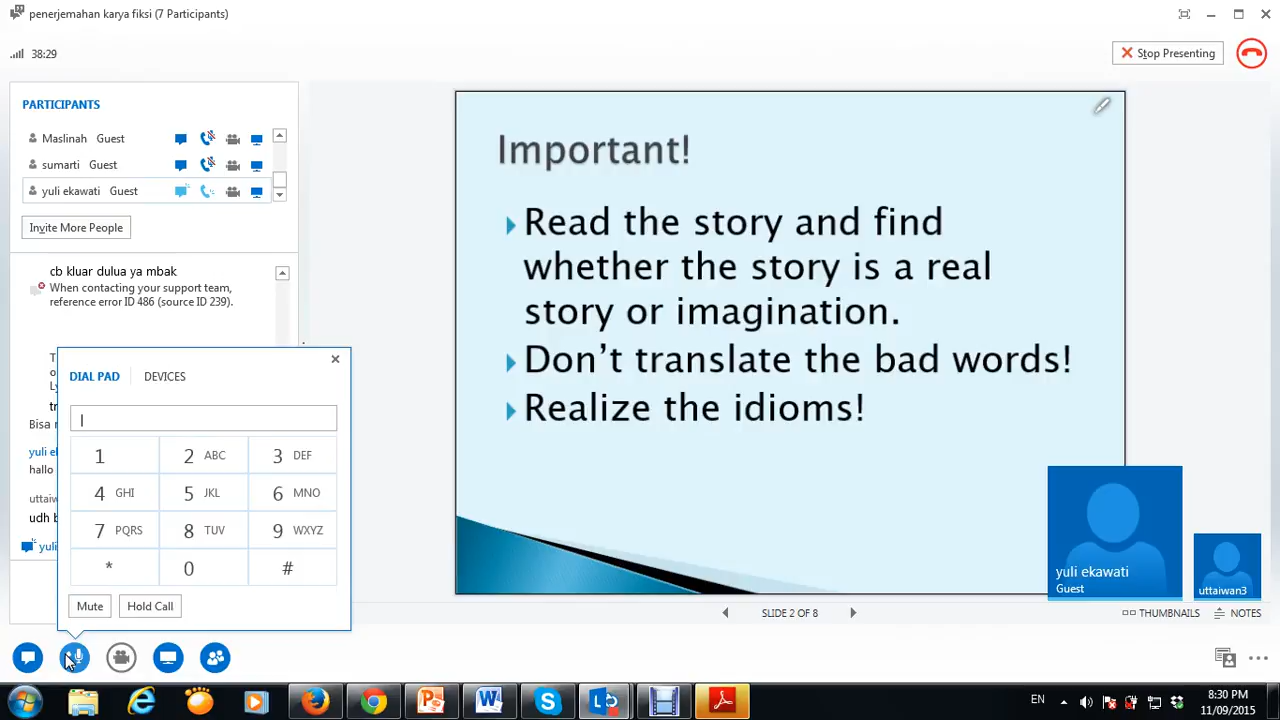 penerjemahan karya fiksi (7 Participants)
38:29
Stop Presenting
PARTICIPANTS
Maslinah Guest
sumarti Guest
yuli ekawati Guest
Invite More People
cb kluar dulua ya mbak
When contacting your support team,
reference error ID 486 (source ID 239).
Bisa
yuli
hallo
uttaiwan
udh
yuli
DIAL PAD
DEVICES
1
2 ABC
3 DEF
4 GHI
5 JKL
6 MNO
7 PQRS
8 TUV
9 WXYZ
*
0
#
Mute
Hold Call
Important!
Read the story and find
whether the story is a real
story or imagination.
Don't translate the bad words!
Realize the idioms!
yuli ekawati
Guest
uttaiwan3
SLIDE 2 OF 8
THUMBNAILS
NOTES
EN
8:30 PM
11/09/2015